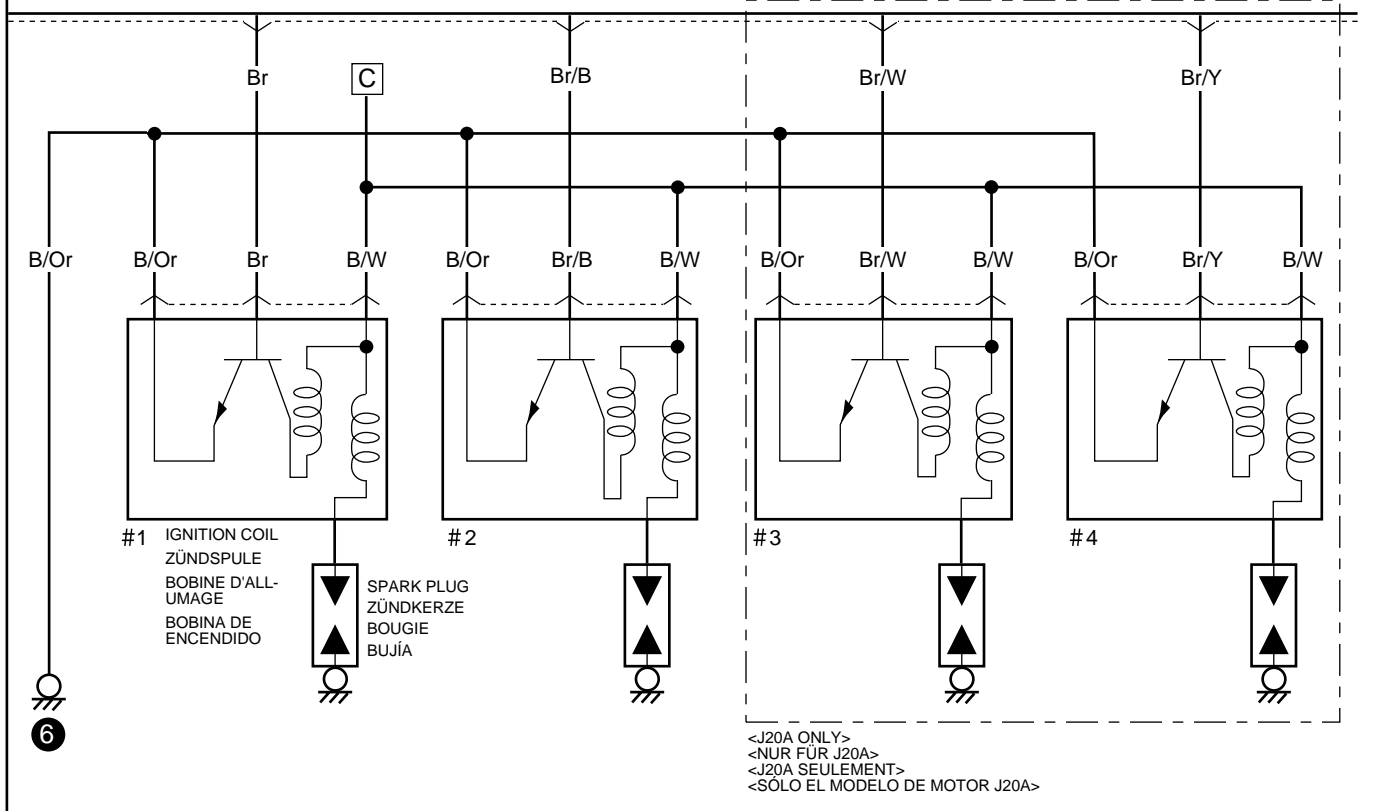 Br
C
Br/B
Br/W
Br/Y
B/Or
B/Or
Br
B/W
B/Or
Br/B
B/W
B/Or
Br/W
B/W
B/Or
Br/Y
B/W
#1
IGNITION COIL
ZÜNDSPULE
BOBINE D'ALL-
UMAGE
BOBINA DE
ENCENDIDO
#2
#3
#4
SPARK PLUG
ZÜNDKERZE
BOUGIE
BUJÍA
6
<J20A ONLY>
<NUR FÜR J20A>
<J20A SEULEMENT>
<SÓLO EL MODELO DE MOTOR J20A>